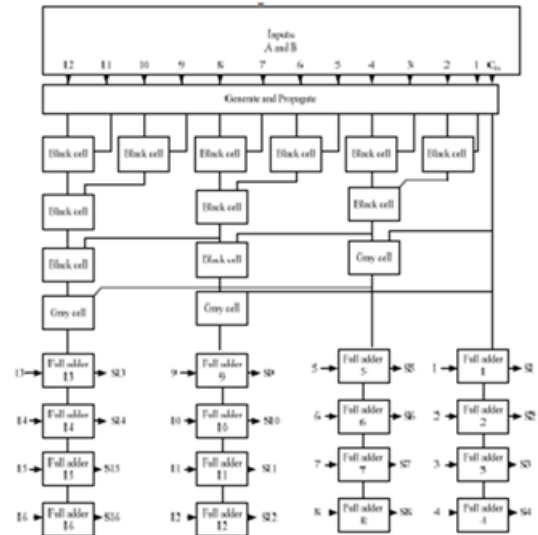 Inputs
A and B
12 11 10 9 8 7 6 5 4 3 2 1 Cin
Generate and Propagate
Black cell Black cell Black cell Black cell Black cell Black cell
Black cell Black cell Black cell
Black cell Black cell Gray cell
Gray cell Gray cell
13 Full adder 13 S13 9 Full adder 9 S9 5 Full adder 5 S5 1 Full adder 1 S1
14 Full adder 14 S14 10 Full adder 10 S10 6 Full adder 6 S6 2 Full adder 2 S2
15 Full adder 15 S15 11 Full adder 11 S11 7 Full adder 7 S7 3 Full adder 3 S3
16 Full adder 16 S16 12 Full adder 12 S12 8 Full adder 8 S8 4 Full adder 4 S4